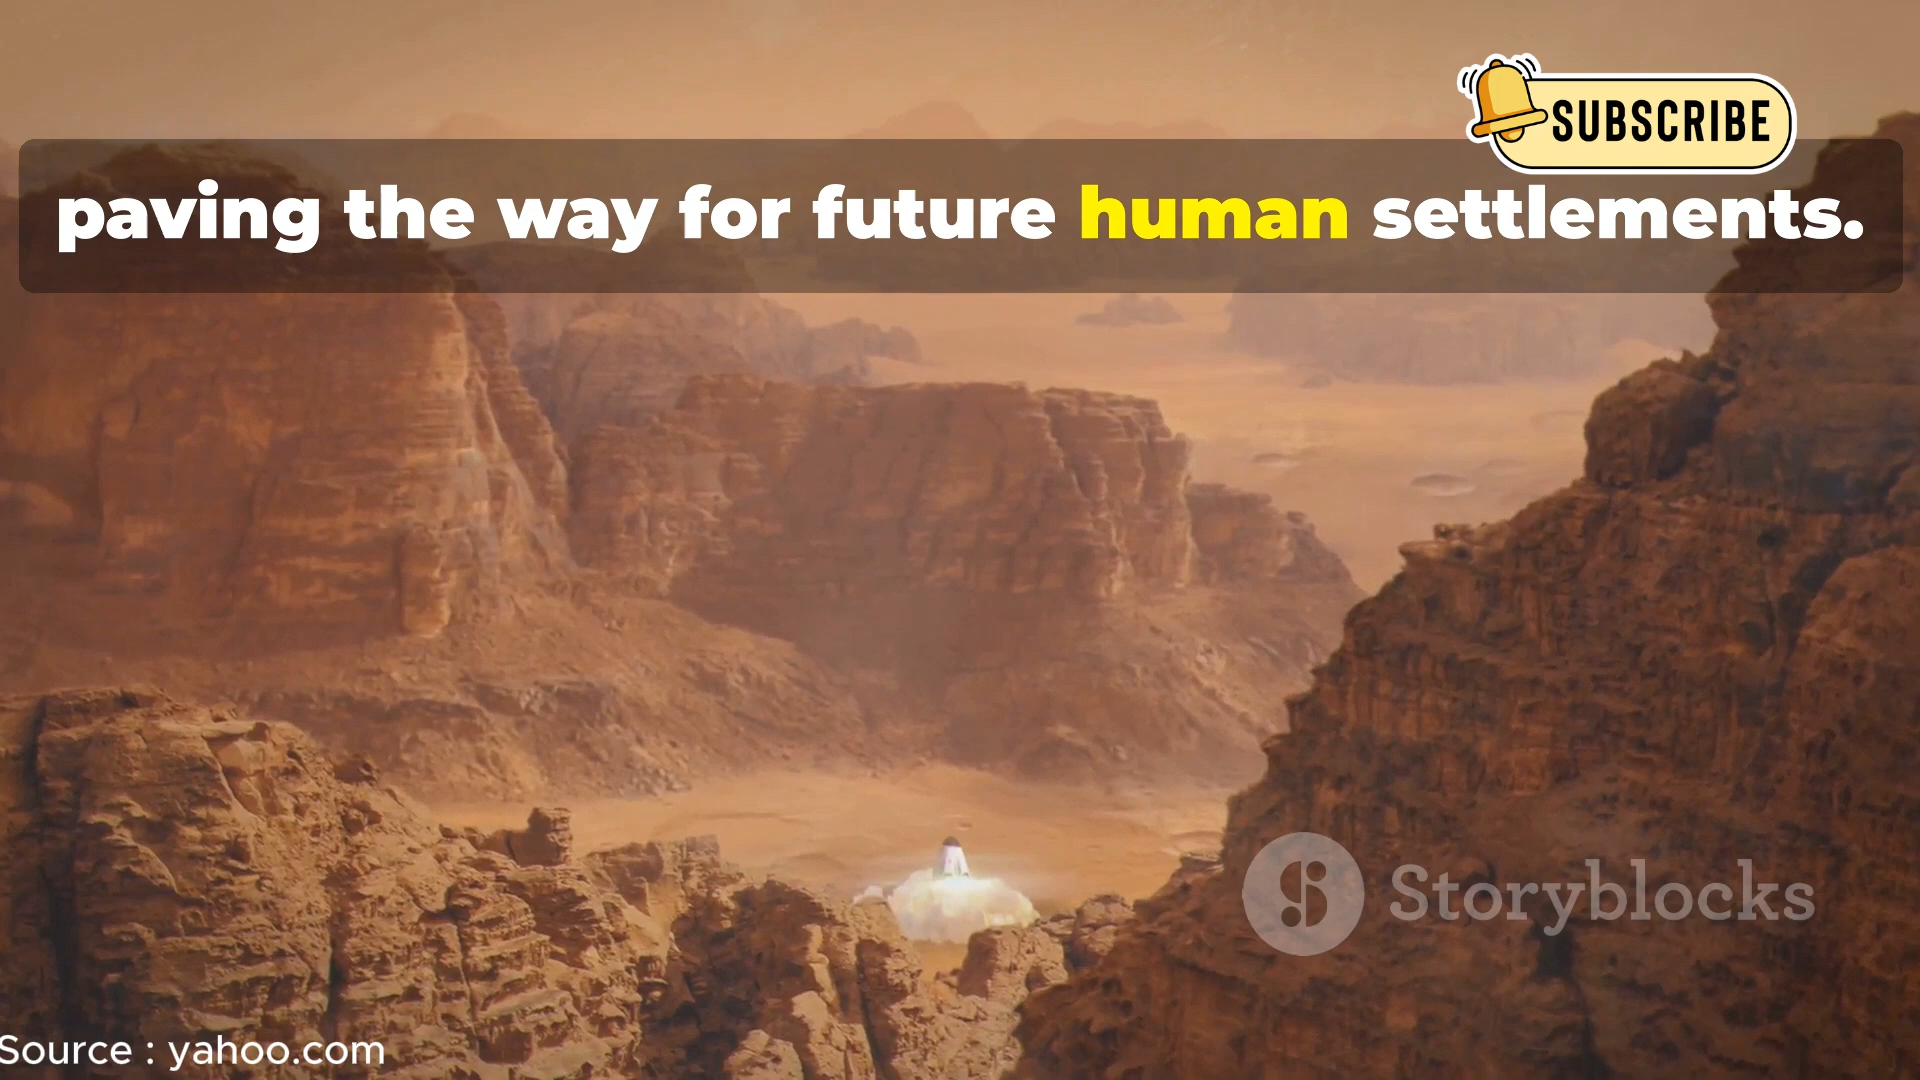 SUBSCRIBE
paving the way for future human settlements.
Storyblocks
Source : yahoo.com